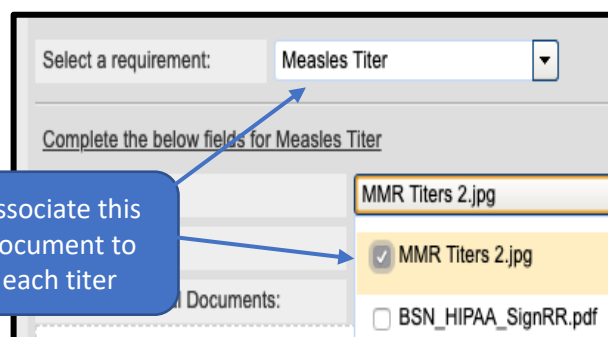 Select a requirement: Measles Titer
Complete the below fields for Measles Titer
MMR Titers 2.jpg
ssociate this
ocument to
each titer
MMR Titers 2.jpg
Documents:
BSN_HIPAA_SignRR.pdf